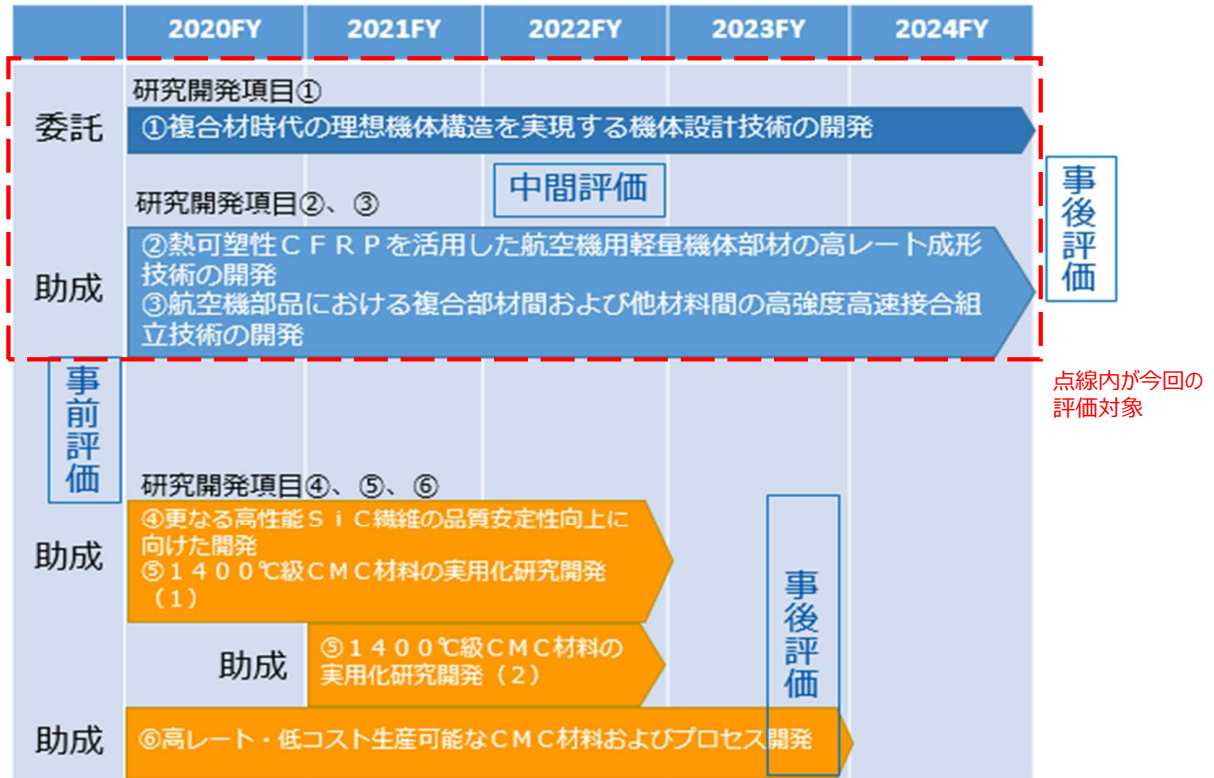 2020FY 2021FY 2022FY 2023FY 2024FY
研究開発項目①
委託
①複合材時代の理想機体構造を実現する機体設計技術の開発
中間評価
事後評価
研究開発項目②、③
助成
②熱可塑性CFRPを活用した航空機用軽量機体部材の高レート成形
技術の開発
③航空機部品における複合部材間および他材料間の高強度高速接合組
立技術の開発
点線内が今回の
評価対象
事前評価
研究開発項目④、⑤、⑥
助成
④更なる高性能SiC繊維の品質安定性向上に
向けた開発
⑤1400℃級CMC材料の実用化研究開発
(1)
事後評価
助成
⑤1400℃級CMC材料の
実用化研究開発(2)
助成
⑥高レート・低コスト生産可能なCMC材料およびプロセス開発